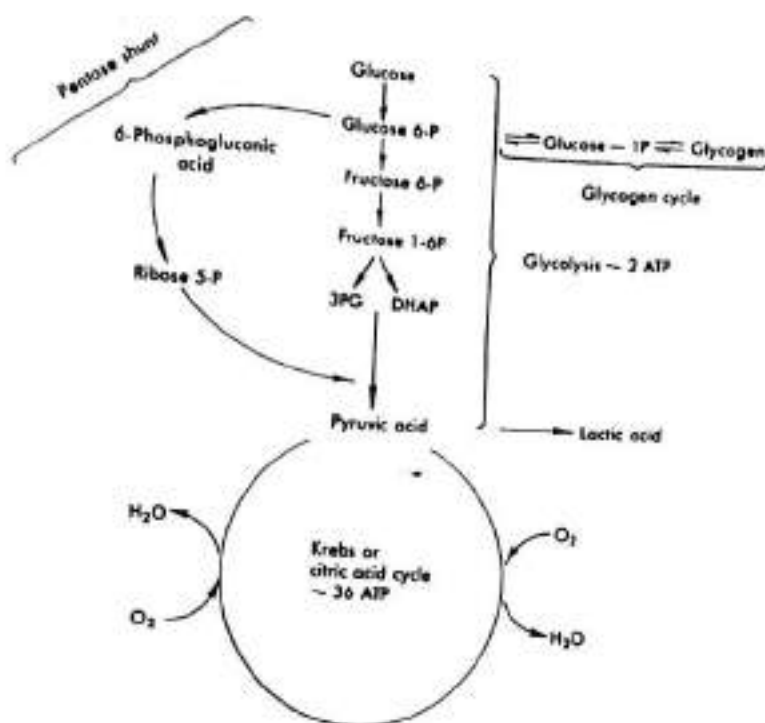 Pentose shunt
Glucose
6-Phosphogluconic
acid
Glucose 6-P
Glucose – 1P
Glycogen
Glycogen cycle
Fructose 6-P
Fructose 1-6P
Glycolysis ~ 2 ATP
Ribose 5-P
3PG
DHAP
Pyruvic acid
Lactic acid
H₂O
O₂
Krebs or
citric acid cycle
~ 36 ATP
O₂
H₂O